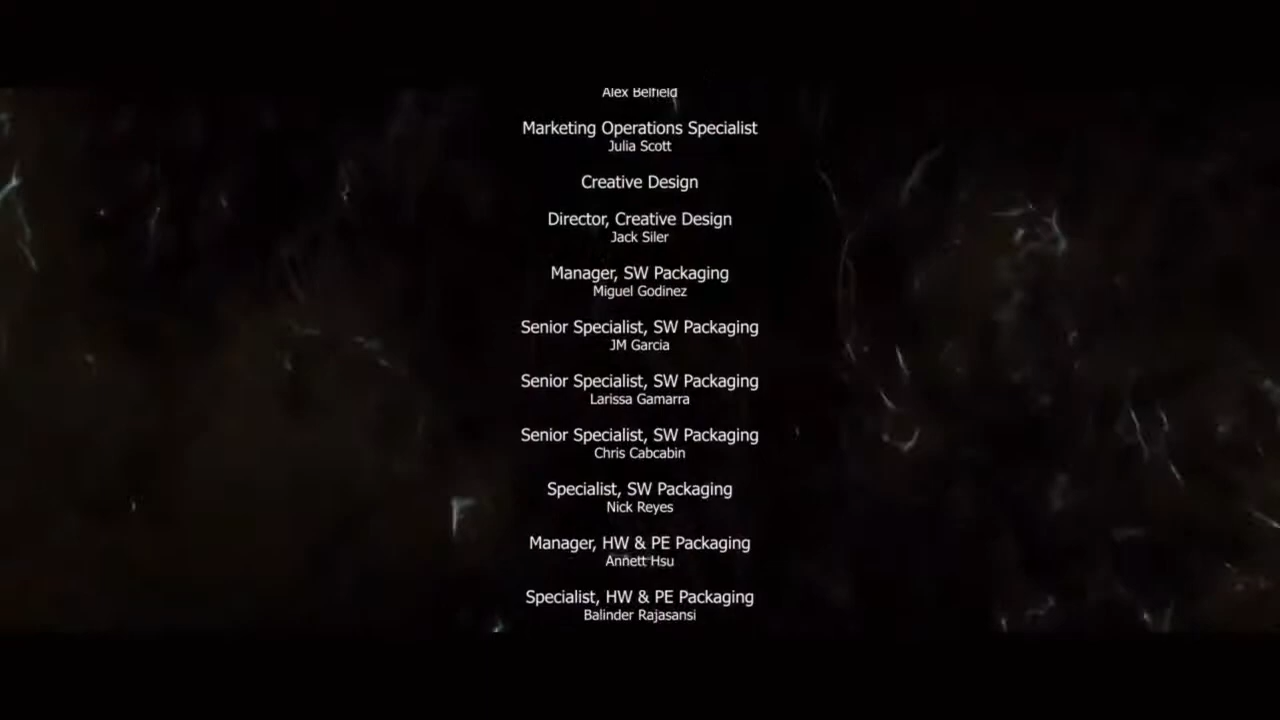 Alex Belfield
Marketing Operations Specialist
Julia Scott
Creative Design
Director, Creative Design
Jack Siler
Manager, SW Packaging
Miguel Godinez
Senior Specialist, SW Packaging
JM Garcia
Senior Specialist, SW Packaging
Larissa Gamarra
Senior Specialist, SW Packaging
Chris Cabcabin
Specialist, SW Packaging
Nick Reyes
Manager, HW & PE Packaging
Annett Hsu
Specialist, HW & PE Packaging
Balinder Rajasansi